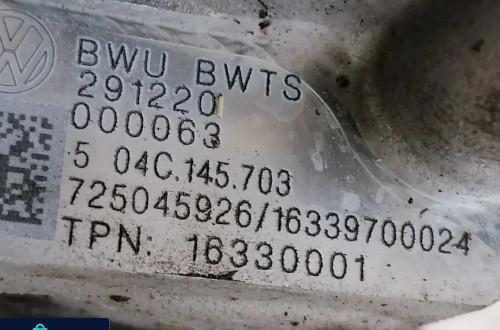 BWU BWTS
291220
000063
5 04C.145.703
725045926/16339700024
TPN: 16330001